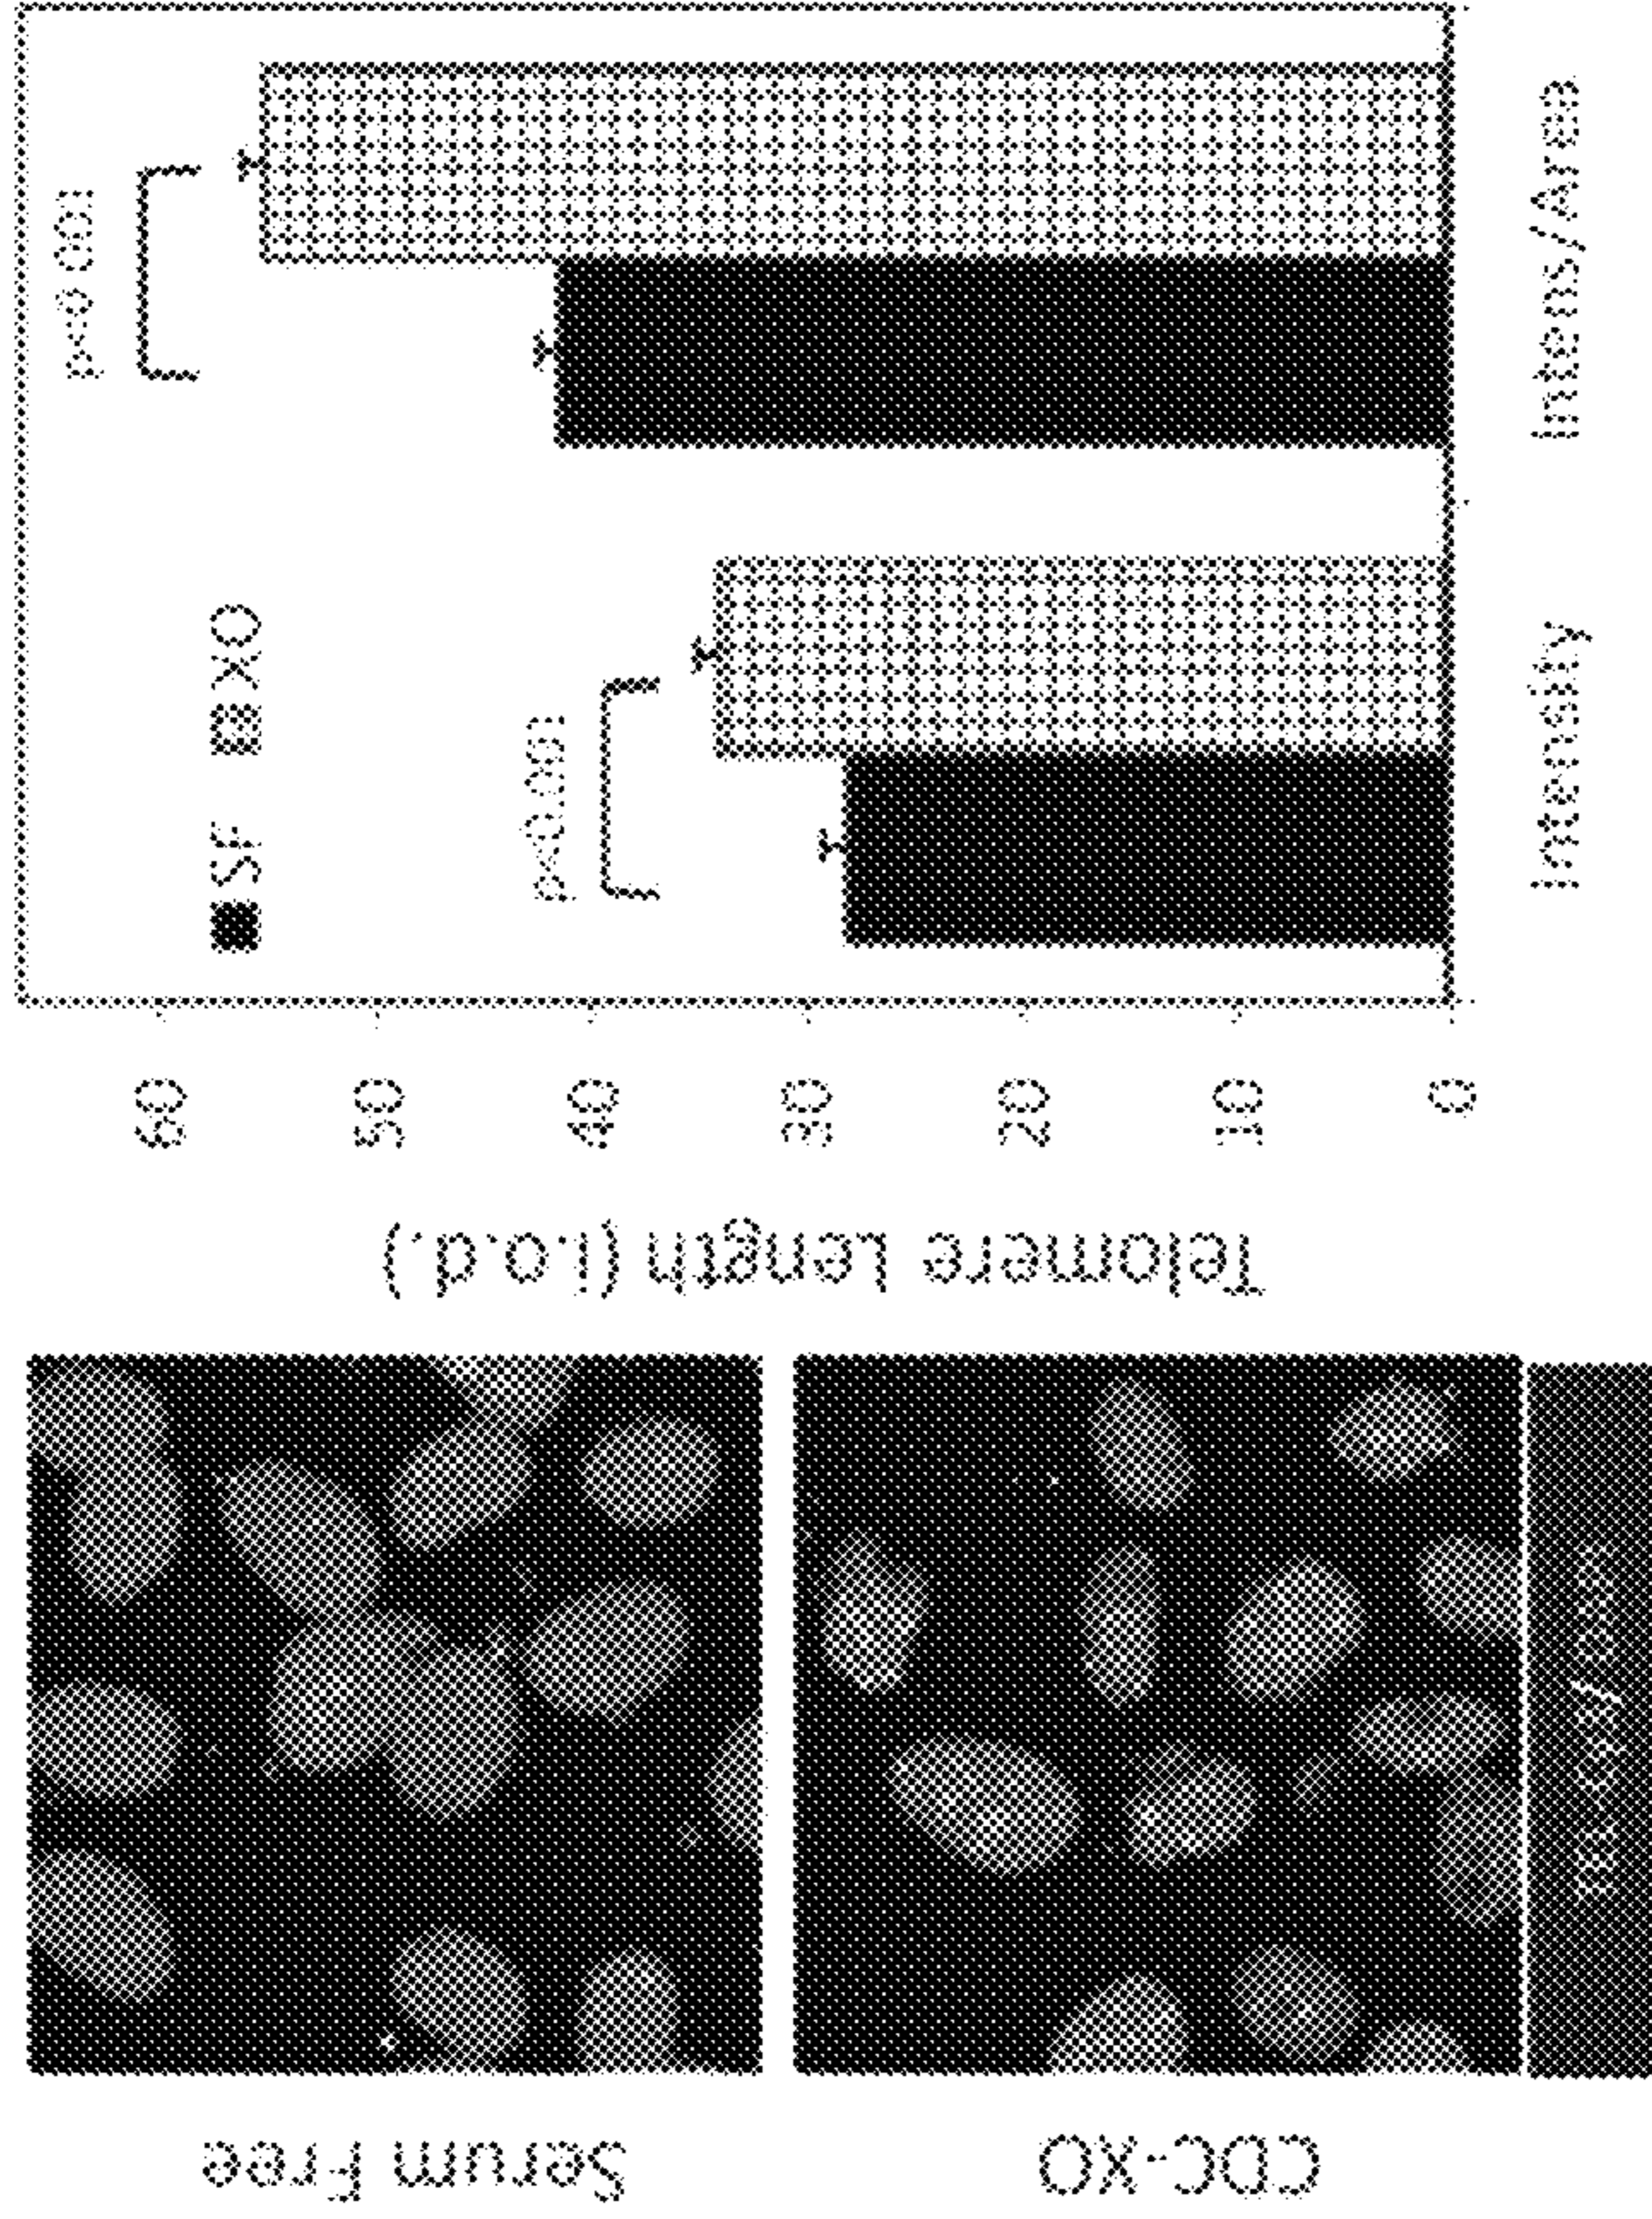 Serum Free
CDC-XO
Telomere Length (i.o.d.)
60
50
40
30
20
10
0
SF
XO
p<0.001
p<0.001
Intensity
Intens/Area